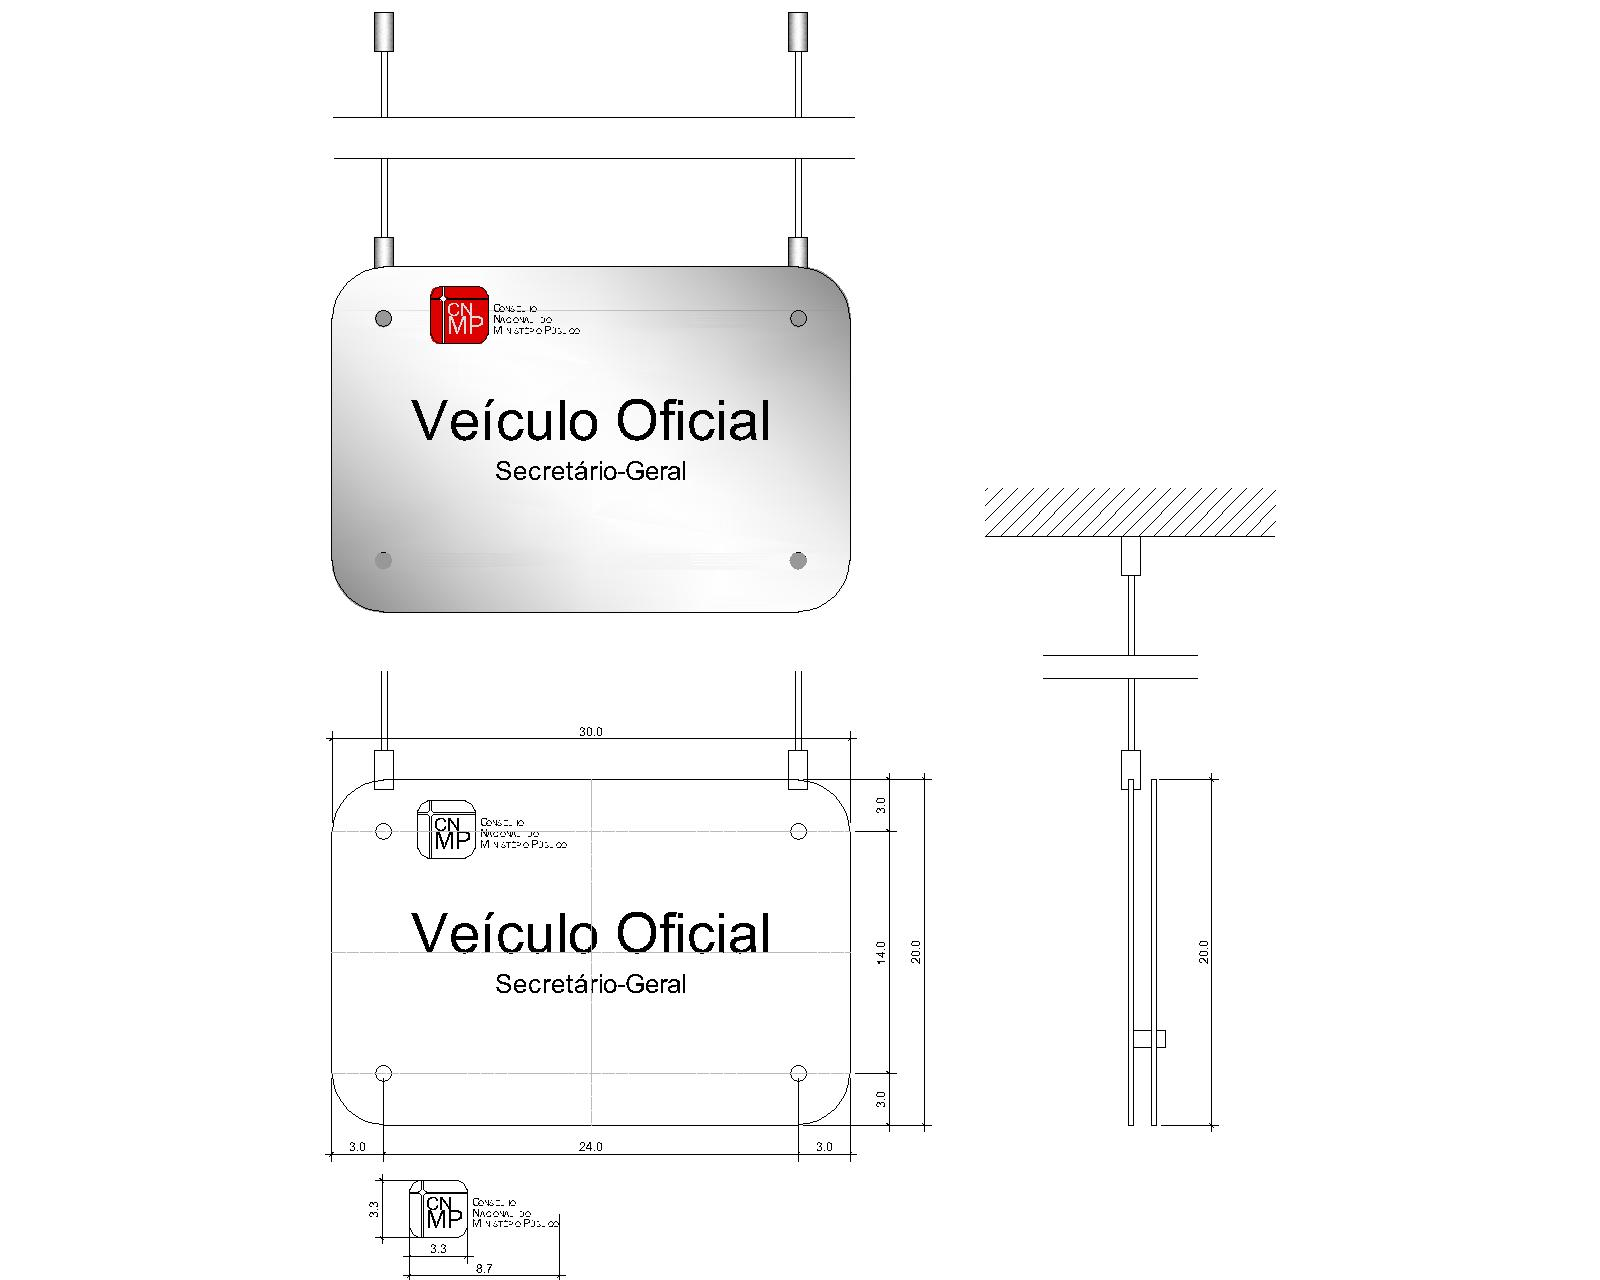 CN
MP
CONSELHO
NACIONAL DO
MINISTÉRIO PÚBLICO
Veículo Oficial
Secretário-Geral
30.0
CN
MP
CONSELHO
NACIONAL DO
MINISTÉRIO PÚBLICO
Veículo Oficial
Secretário-Geral
3.0
14.0
20.0
3.0
20.0
3.0
24.0
3.0
CN
MP
CONSELHO
NACIONAL DO
MINISTÉRIO PÚBLICO
3.3
3.3
8.7